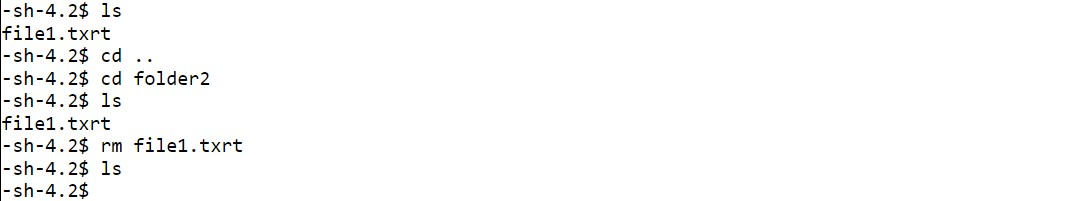 -sh-4.2$ ls
file1.txrt
-sh-4.2$ cd ..
-sh-4.2$ cd folder2
-sh-4.2$ ls
file1.txrt
-sh-4.2$ rm file1.txrt
-sh-4.2$ ls
-sh-4.2$